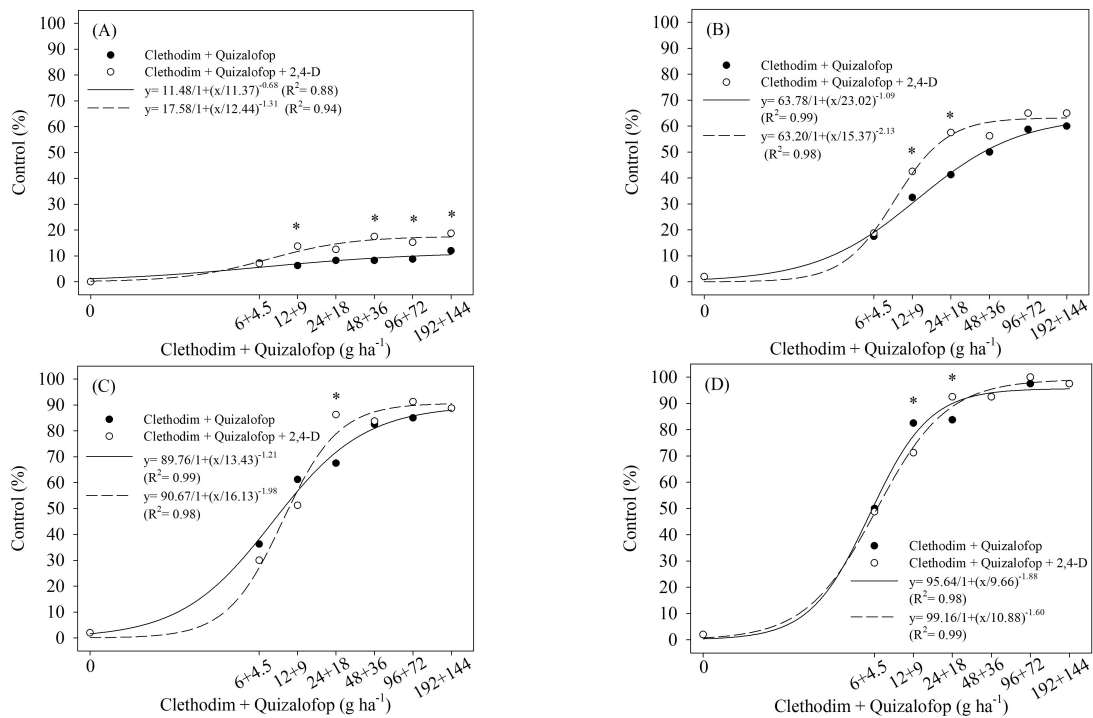 (A)
100
90
80
70
60
50
40
30
20
10
0
Control (%)
Clethodim + Quizalofop
Clethodim + Quizalofop + 2,4-D
y= 11.48/1+(x/11.37)^-0.68 (R²= 0.88)
y= 17.58/1+(x/12.44)^-1.31 (R²= 0.94)
* * * *
0 6+4.5 12+9 24+18 48+36 96+72 192+144
Clethodim + Quizalofop (g ha⁻¹)
(B)
100
90
80
70
60
50
40
30
20
10
0
Control (%)
Clethodim + Quizalofop
Clethodim + Quizalofop + 2,4-D
y= 63.78/1+(x/23.02)^-1.09
(R²= 0.99)
y= 63.20/1+(x/15.37)^-2.13
(R²= 0.98)
* *
0 6+4.5 12+9 24+18 48+36 96+72 192+144
Clethodim + Quizalofop (g ha⁻¹)
(C)
100
90
80
70
60
50
40
30
20
10
0
Control (%)
Clethodim + Quizalofop
Clethodim + Quizalofop + 2,4-D
y= 89.76/1+(x/13.43)^-1.21
(R²= 0.99)
y= 90.67/1+(x/16.13)^-1.98
(R²= 0.98)
*
0 6+4.5 12+9 24+18 48+36 96+72 192+144
Clethodim + Quizalofop (g ha⁻¹)
(D)
100
90
80
70
60
50
40
30
20
10
0
Control (%)
* *
Clethodim + Quizalofop
Clethodim + Quizalofop + 2,4-D
y= 95.64/1+(x/9.66)^-1.88
(R²= 0.98)
y= 99.16/1+(x/10.88)^-1.60
(R²= 0.99)
0 6+4.5 12+9 24+18 48+36 96+72 192+144
Clethodim + Quizalofop (g ha⁻¹)